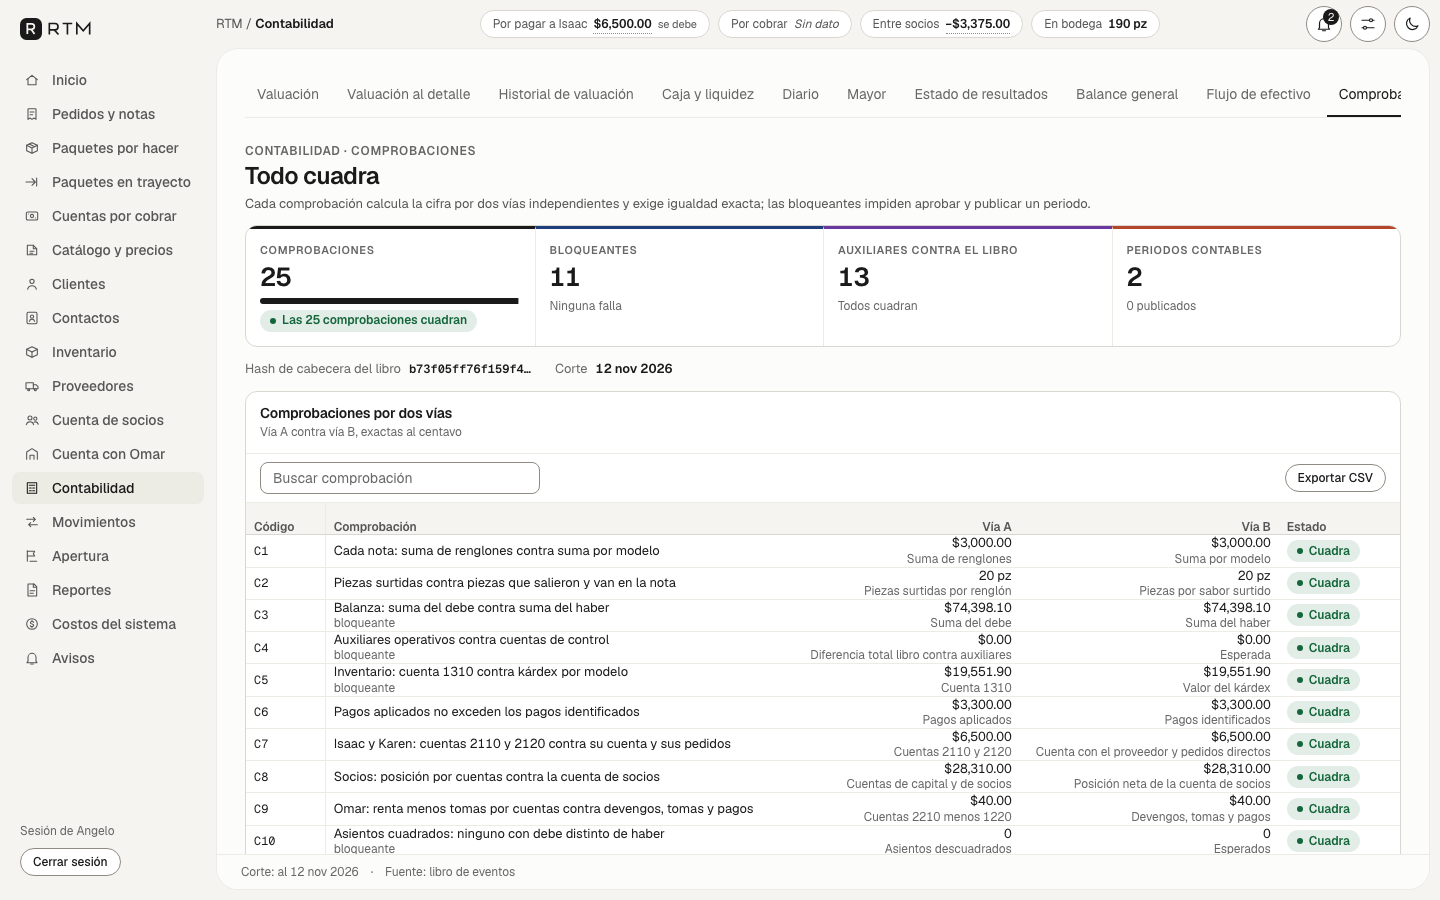 R RTM
RTM / Contabilidad
Por pagar a Isaac $6,500.00 se debe
Por cobrar Sin dato
Entre socios −$3,375.00
En bodega 190 pz
2
Inicio
Pedidos y notas
Paquetes por hacer
Paquetes en trayecto
Cuentas por cobrar
Catálogo y precios
Clientes
Contactos
Inventario
Proveedores
Cuenta de socios
Cuenta con Omar
Contabilidad
Movimientos
Apertura
Reportes
Costos del sistema
Avisos
Sesión de Angelo
Cerrar sesión
Valuación Valuación al detalle Historial de valuación Caja y liquidez Diario Mayor Estado de resultados Balance general Flujo de efectivo Comproba
CONTABILIDAD · COMPROBACIONES
Todo cuadra
Cada comprobación calcula la cifra por dos vías independientes y exige igualdad exacta; las bloqueantes impiden aprobar y publicar un periodo.
COMPROBACIONES
25
Las 25 comprobaciones cuadran
BLOQUEANTES
11
Ninguna falla
AUXILIARES CONTRA EL LIBRO
13
Todos cuadran
PERIODOS CONTABLES
2
0 publicados
Hash de cabecera del libro b73f05ff76f159f4… Corte 12 nov 2026
Comprobaciones por dos vías
Vía A contra vía B, exactas al centavo
Buscar comprobación
Exportar CSV
Código Comprobación Vía A Vía B Estado
C1 Cada nota: suma de renglones contra suma por modelo $3,000.00 $3,000.00 Cuadra
Suma de renglones Suma por modelo
C2 Piezas surtidas contra piezas que salieron y van en la nota 20 pz 20 pz Cuadra
Piezas surtidas por renglón Piezas por sabor surtido
C3 Balanza: suma del debe contra suma del haber $74,398.10 $74,398.10 Cuadra
bloqueante Suma del debe Suma del haber
C4 Auxiliares operativos contra cuentas de control $0.00 $0.00 Cuadra
bloqueante Diferencia total libro contra auxiliares Esperada
C5 Inventario: cuenta 1310 contra kárdex por modelo $19,551.90 $19,551.90 Cuadra
bloqueante Cuenta 1310 Valor del kárdex
C6 Pagos aplicados no exceden los pagos identificados $3,300.00 $3,300.00 Cuadra
Pagos aplicados Pagos identificados
C7 Isaac y Karen: cuentas 2110 y 2120 contra su cuenta y sus pedidos $6,500.00 $6,500.00 Cuadra
Cuentas 2110 y 2120 Cuenta con el proveedor y pedidos directos
C8 Socios: posición por cuentas contra la cuenta de socios $28,310.00 $28,310.00 Cuadra
Cuentas de capital y de socios Posición neta de la cuenta de socios
C9 Omar: renta menos tomas por cuentas contra devengos, tomas y pagos $40.00 $40.00 Cuadra
Cuentas 2210 menos 1220 Devengos, tomas y pagos
C10 Asientos cuadrados: ninguno con debe distinto de haber 0 0 Cuadra
bloqueante Asientos descuadrados Esperados
Corte: al 12 nov 2026 · Fuente: libro de eventos